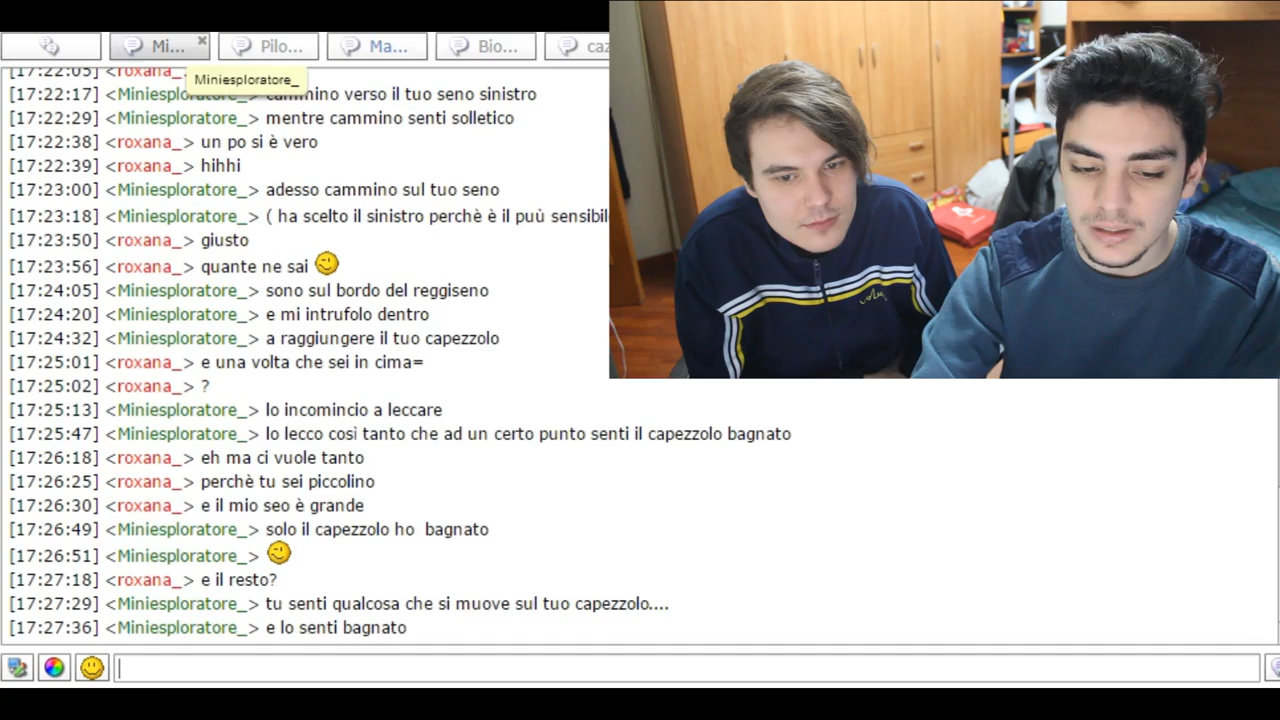 Mi...
Pilo...
Ma...
Bio...
caz
Miniesploratore_
[17:22:05] <roxana_>
[17:22:17] <Miniesploratore_> cammino verso il tuo seno sinistro
[17:22:29] <Miniesploratore_> mentre cammino senti solletico
[17:22:38] <roxana_> un po si è vero
[17:22:39] <roxana_> hihhi
[17:23:00] <Miniesploratore_> adesso cammino sul tuo seno
[17:23:18] <Miniesploratore_> ( ha scelto il sinistro perchè è il puù sensibil
[17:23:50] <roxana_> giusto
[17:23:56] <roxana_> quante ne sai
[17:24:05] <Miniesploratore_> sono sul bordo del reggiseno
[17:24:20] <Miniesploratore_> e mi intrufolo dentro
[17:24:32] <Miniesploratore_> a raggiungere il tuo capezzolo
[17:25:01] <roxana_> e una volta che sei in cima=
[17:25:02] <roxana_> ?
[17:25:13] <Miniesploratore_> lo incomincio a leccare
[17:25:47] <Miniesploratore_> lo lecco così tanto che ad un certo punto senti il capezzolo bagnato
[17:26:18] <roxana_> eh ma ci vuole tanto
[17:26:25] <roxana_> perchè tu sei piccolino
[17:26:30] <roxana_> e il mio seo è grande
[17:26:49] <Miniesploratore_> solo il capezzolo ho  bagnato
[17:26:51] <Miniesploratore_>
[17:27:18] <roxana_> e il resto?
[17:27:29] <Miniesploratore_> tu senti qualcosa che si muove sul tuo capezzolo....
[17:27:36] <Miniesploratore_> e lo senti bagnato